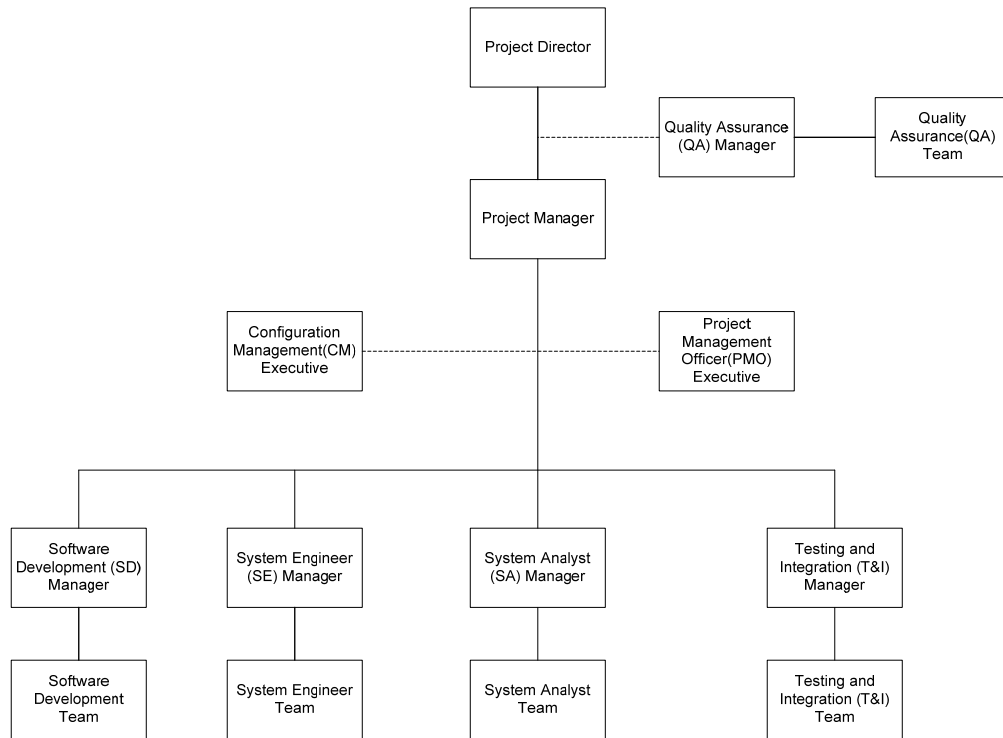 Project Director
Quality Assurance
(QA) Manager
Quality
Assurance(QA)
Team
Project Manager
Configuration
Management(CM)
Executive
Project
Management
Officer(PMO)
Executive
Software
Development (SD)
Manager
System Engineer
(SE) Manager
System Analyst
(SA) Manager
Testing and
Integration (T&I)
Manager
Software
Development
Team
System Engineer
Team
System Analyst
Team
Testing and
Integration (T&I)
Team